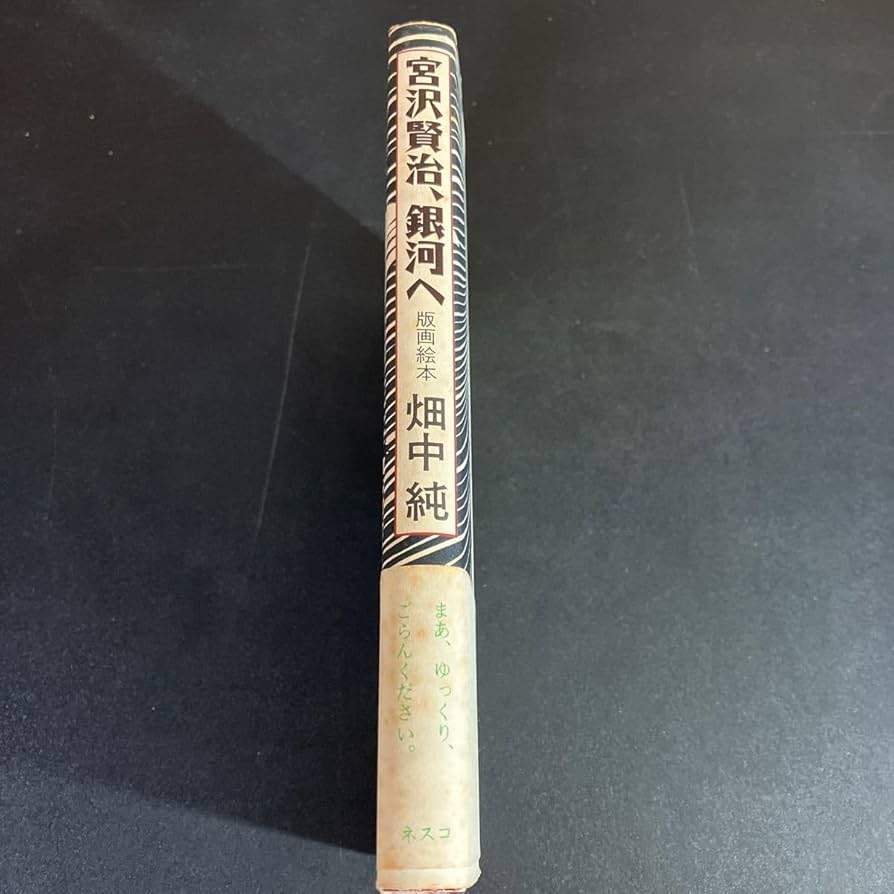 宮沢賢治、銀河へ
版画絵本
畑中純
まあ、ゆっくり、
ごらんください。
ネスコ